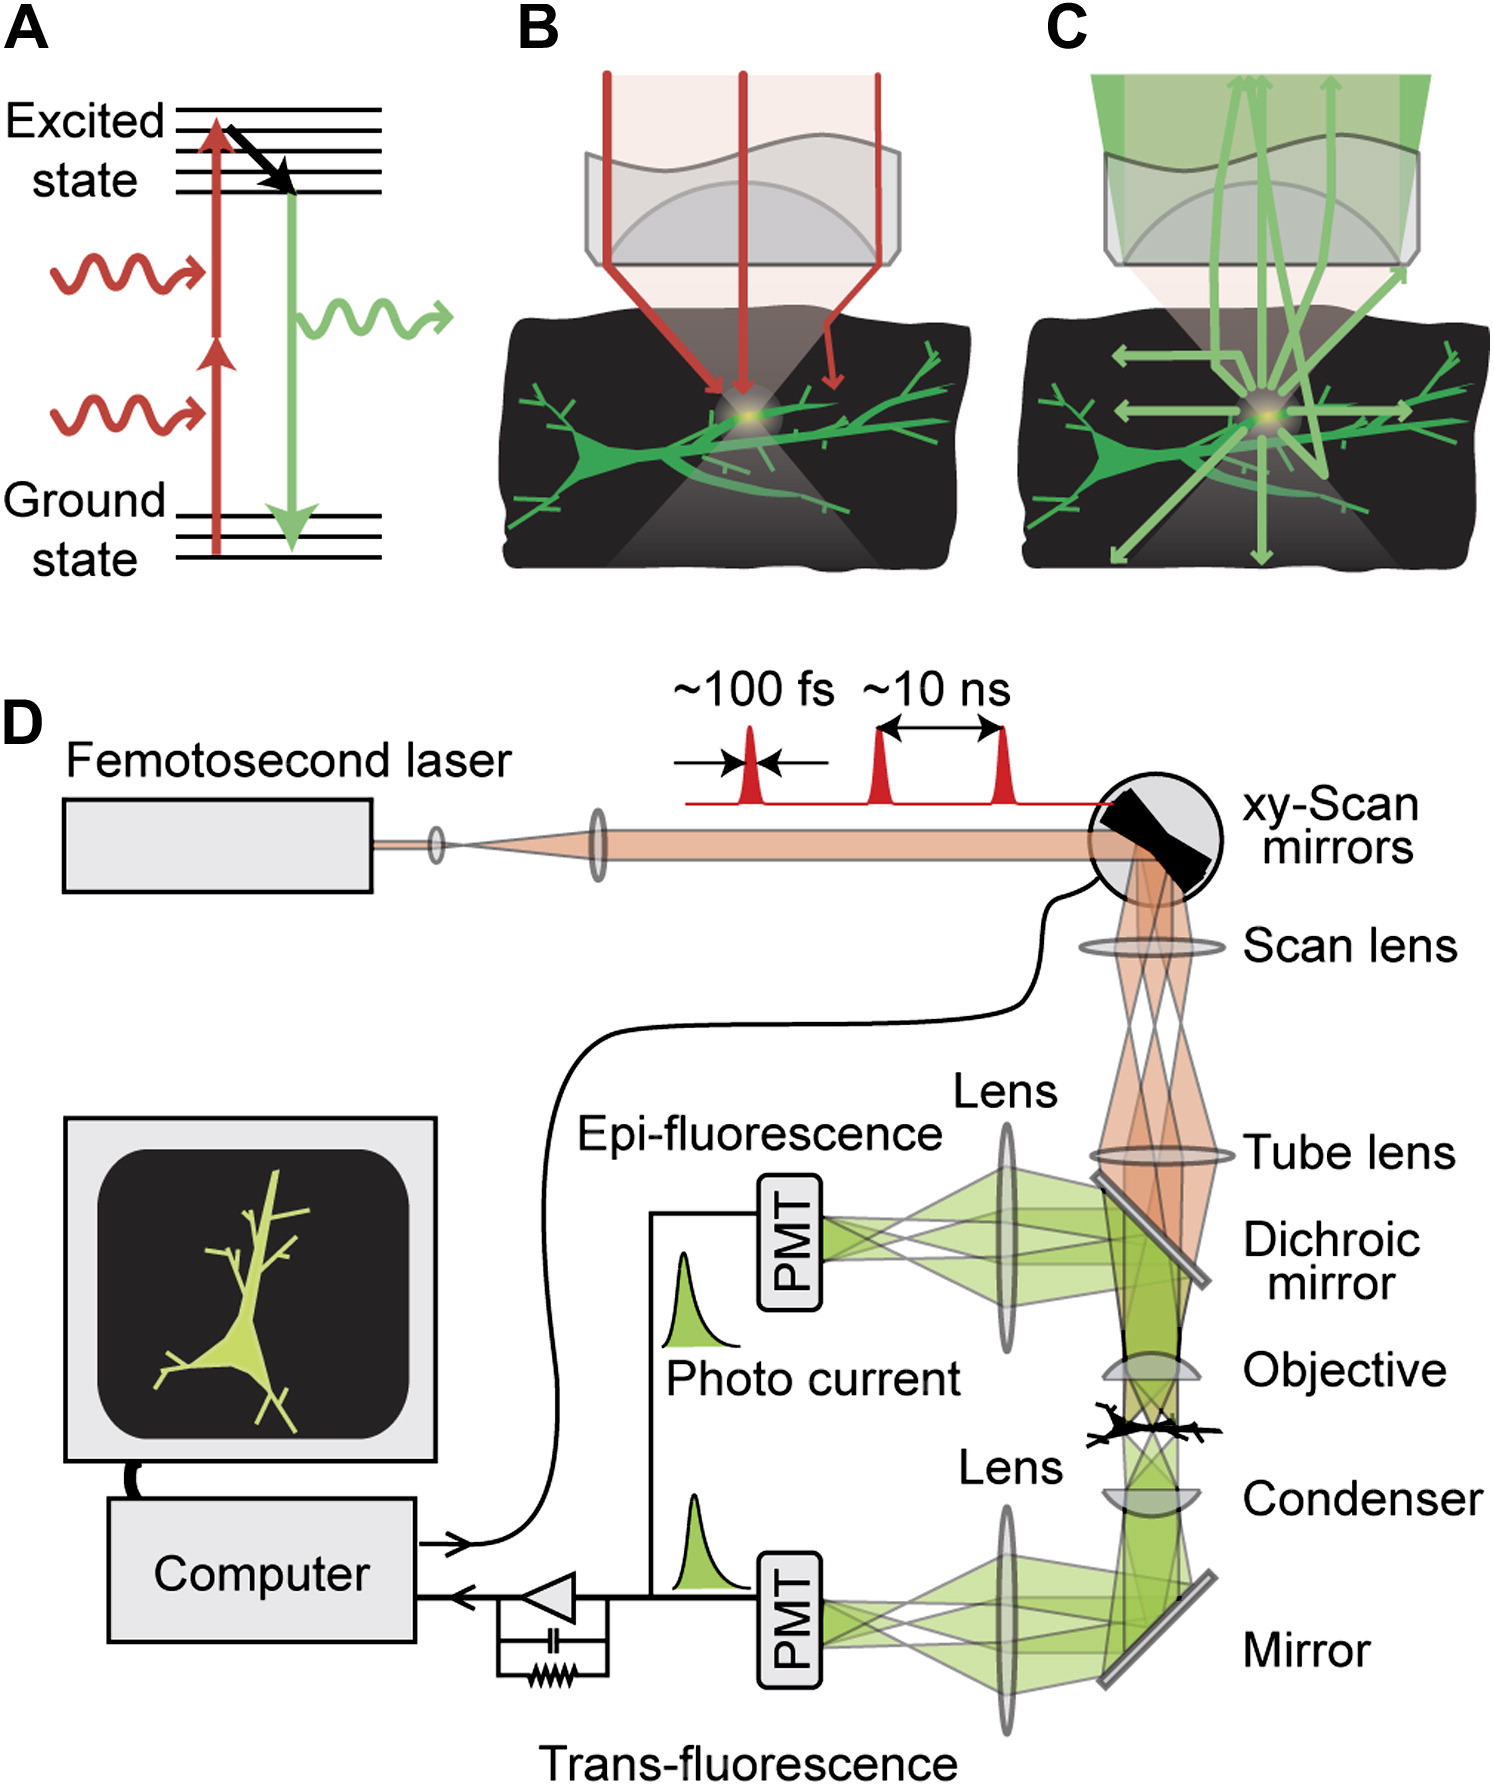 A
B
C
Excited
state
Ground
state
D
~100 fs
~10 ns
Femotosecond laser
xy-Scan
mirrors
Scan lens
Lens
Epi-fluorescence
Tube lens
PMT
Dichroic
mirror
Photo current
Objective
Lens
Condenser
Computer
PMT
Mirror
Trans-fluorescence